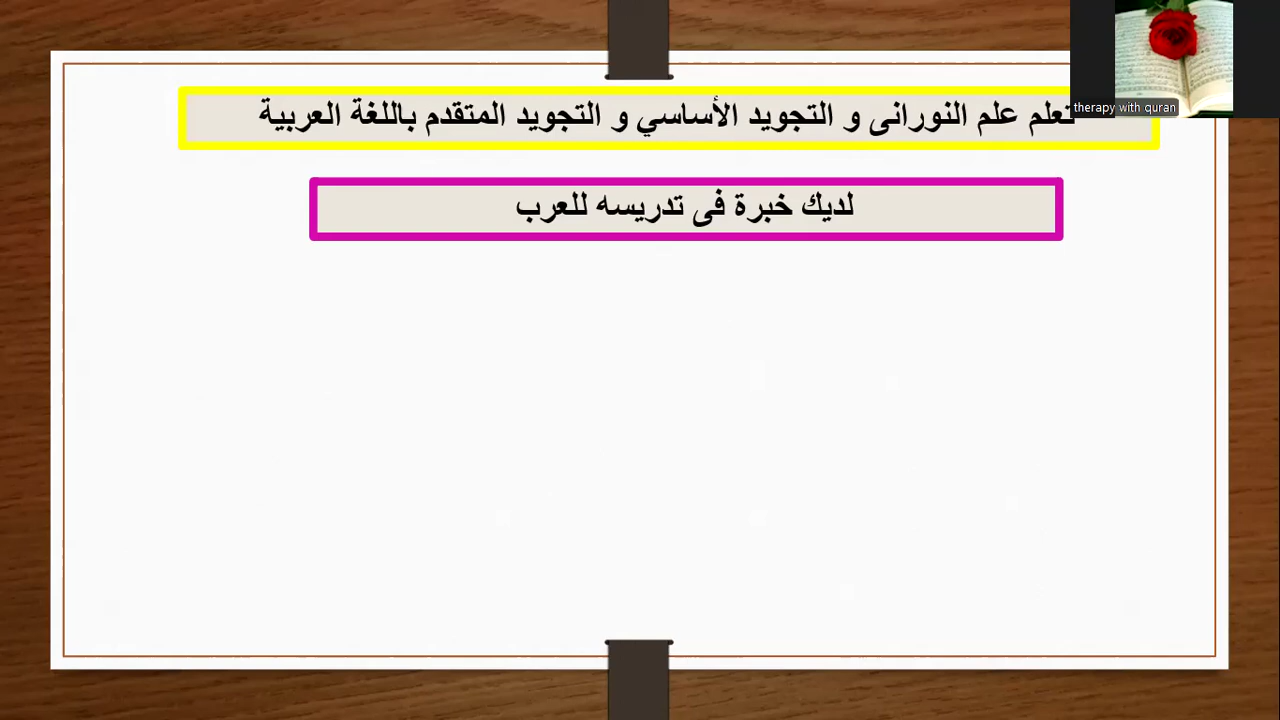 تعلم علم النورانى و التجويد الأساسي و التجويد المتقدم باللغة العربية
لديك خبرة فى تدريسه للعرب
therapy with quran